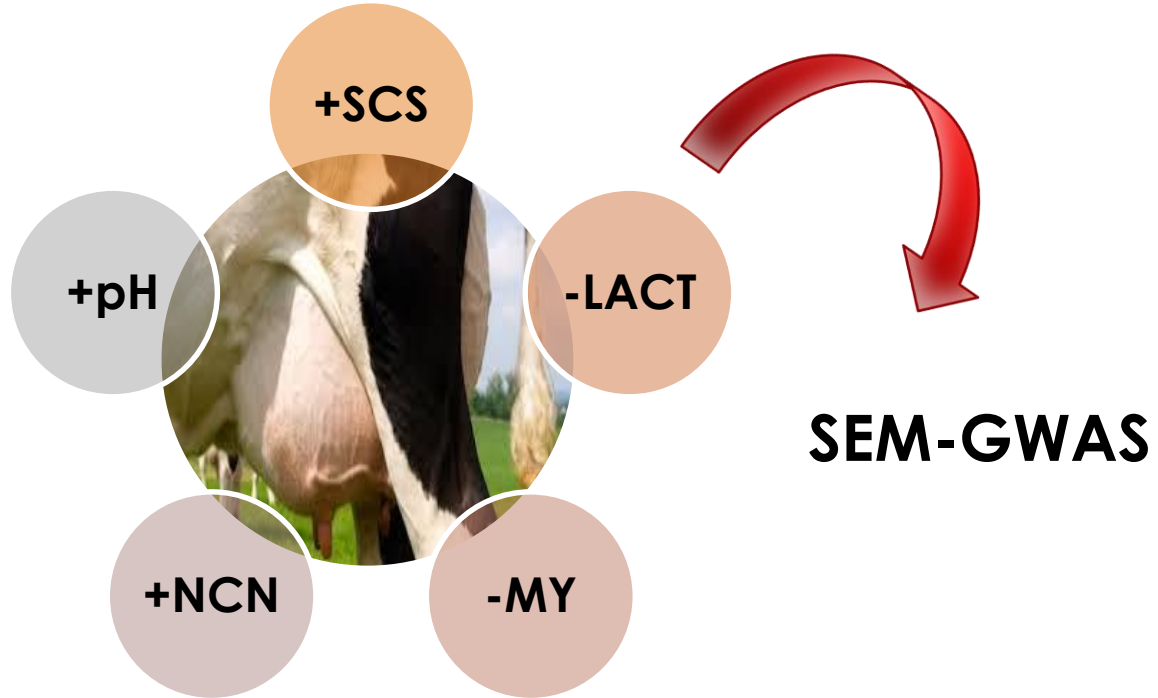 +SCS
+pH
-LACT
SEM-GWAS
+NCN
-MY